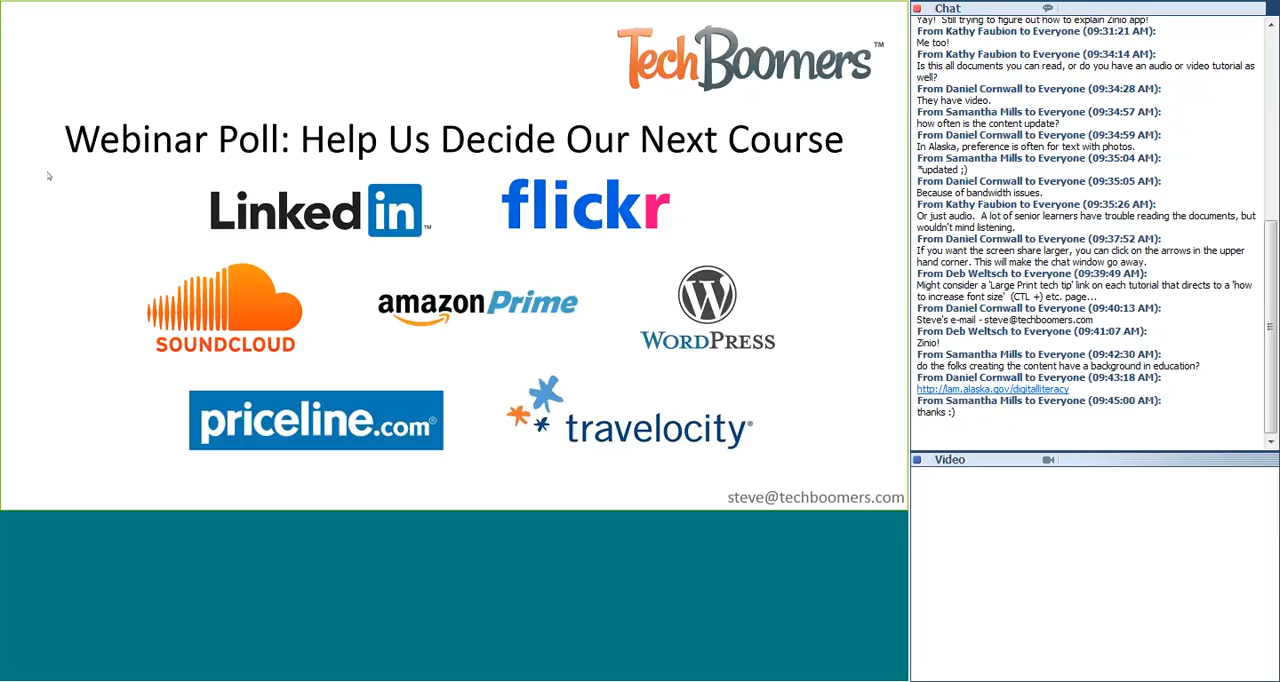 TechBoomers™
Webinar Poll: Help Us Decide Our Next Course
Linked in™
flickr
SOUNDCLOUD
amazonPrime
WORDPRESS
priceline.com®
travelocity®
steve@techboomers.com
Chat
Yay! Still trying to figure out how to explain Zinio app!
From Kathy Faubion to Everyone (09:31:21 AM):
Me too!
From Kathy Faubion to Everyone (09:34:14 AM):
Is this all documents you can read, or do you have an audio or video tutorial as
well?
From Daniel Cornwall to Everyone (09:34:28 AM):
They have video.
From Samantha Mills to Everyone (09:34:57 AM):
how often is the content update?
From Daniel Cornwall to Everyone (09:34:59 AM):
In Alaska, preference is often for text with photos.
From Samantha Mills to Everyone (09:35:04 AM):
*updated ;)
From Daniel Cornwall to Everyone (09:35:05 AM):
Because of bandwidth issues.
From Kathy Faubion to Everyone (09:35:26 AM):
Or just audio. A lot of senior learners have trouble reading the documents, but
wouldn't mind listening.
From Daniel Cornwall to Everyone (09:37:52 AM):
If you want the screen share larger, you can click on the arrows in the upper
hand corner. This will make the chat window go away.
From Deb Weltsch to Everyone (09:39:49 AM):
Might consider a 'Large Print tech tip' link on each tutorial that directs to a 'how
to increase font size' (CTL +) etc. page...
From Daniel Cornwall to Everyone (09:40:13 AM):
Steve's e-mail - steve@techboomers.com
From Deb Weltsch to Everyone (09:41:07 AM):
Zinio!
From Samantha Mills to Everyone (09:42:30 AM):
do the folks creating the content have a background in education?
From Daniel Cornwall to Everyone (09:43:18 AM):
http://lam.alaska.gov/digitalliteracy
From Samantha Mills to Everyone (09:45:00 AM):
thanks :)
Video